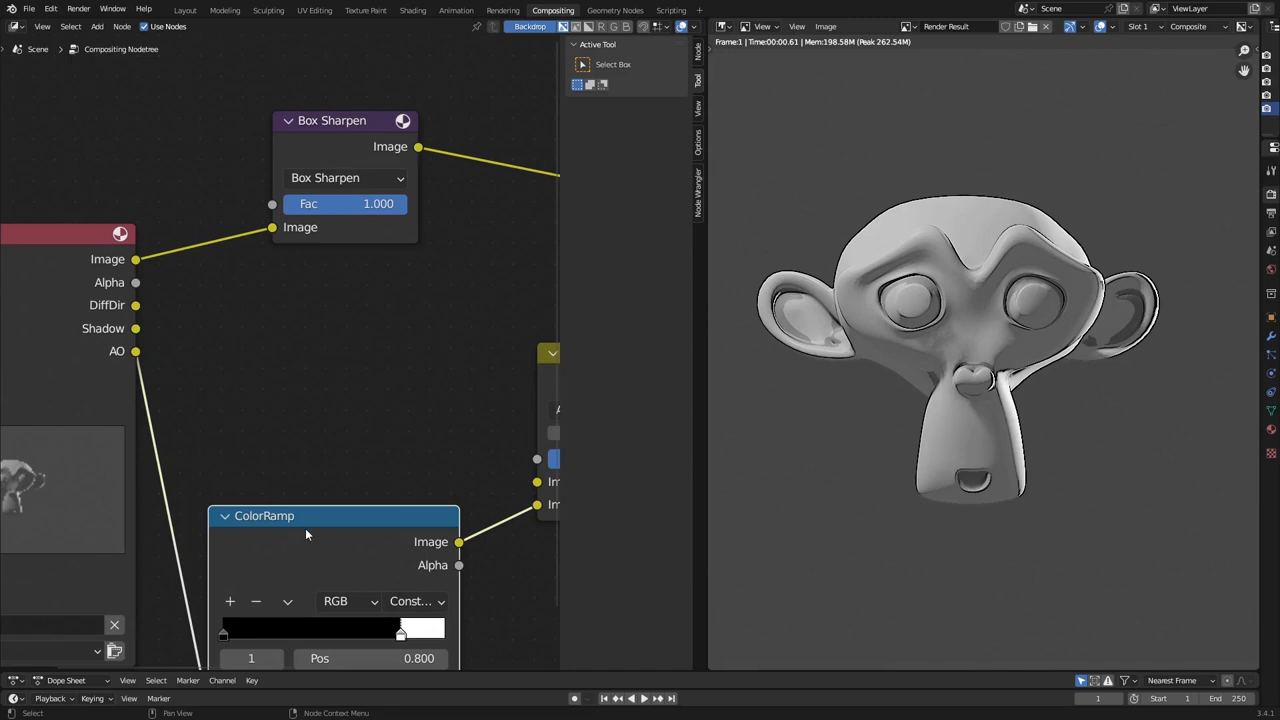 File Edit Render Window Help Layout Modeling Sculpting UV Editing Texture Paint Shading Animation Rendering Compositing Geometry Nodes Scripting Scene ViewLayer
View Select Add Node Use Nodes Backdrop R G B View View Image Render Result Slot 1 Composite
Scene > Compositing Nodetree
Active Tool
Select Box
Node
Tool
View
Options
Node Wrangler
Frame:1 | Time:00:00.61 | Mem:198.58M (Peak 262.54M)
Box Sharpen
Image
Box Sharpen
Fac 1.000
Image
Image
Alpha
DiffDir
Shadow
AO
ColorRamp
Image
Alpha
RGB Const...
1 Pos 0.800
Dope Sheet View Select Marker Channel Key Nearest Frame
Playback Keying View Marker 1 Start 1 End 250
Select Pan View Node Context Menu 3.4.1